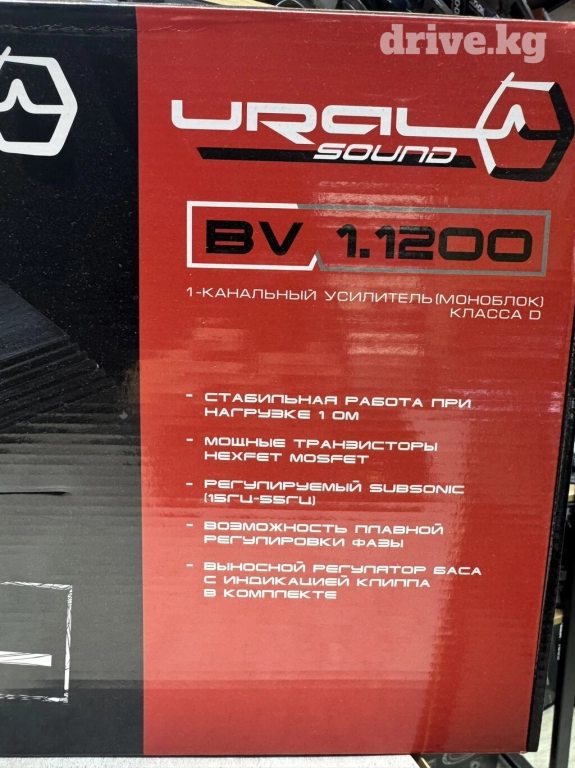 drive.kg
URAL
SOUND
BV 1.1200
1-КАНАЛЬНЫЙ УСИЛИТЕЛЬ(МОНОБЛОК)
КЛАССА D
- СТАБИЛЬНАЯ РАБОТА ПРИ
НАГРУЗКЕ 1 ОМ
- МОЩНЫЕ ТРАНЗИСТОРЫ
HEXFET MOSFET
- РЕГУЛИРУЕМЫЙ SUBSONIC
(15ГЦ-55ГЦ)
- ВОЗМОЖНОСТЬ ПЛАВНОЙ
РЕГУЛИРОВКИ ФАЗЫ
- ВЫНОСНОЙ РЕГУЛЯТОР БАСА
С ИНДИКАЦИЕЙ КЛИППА
В КОМПЛЕКТЕ